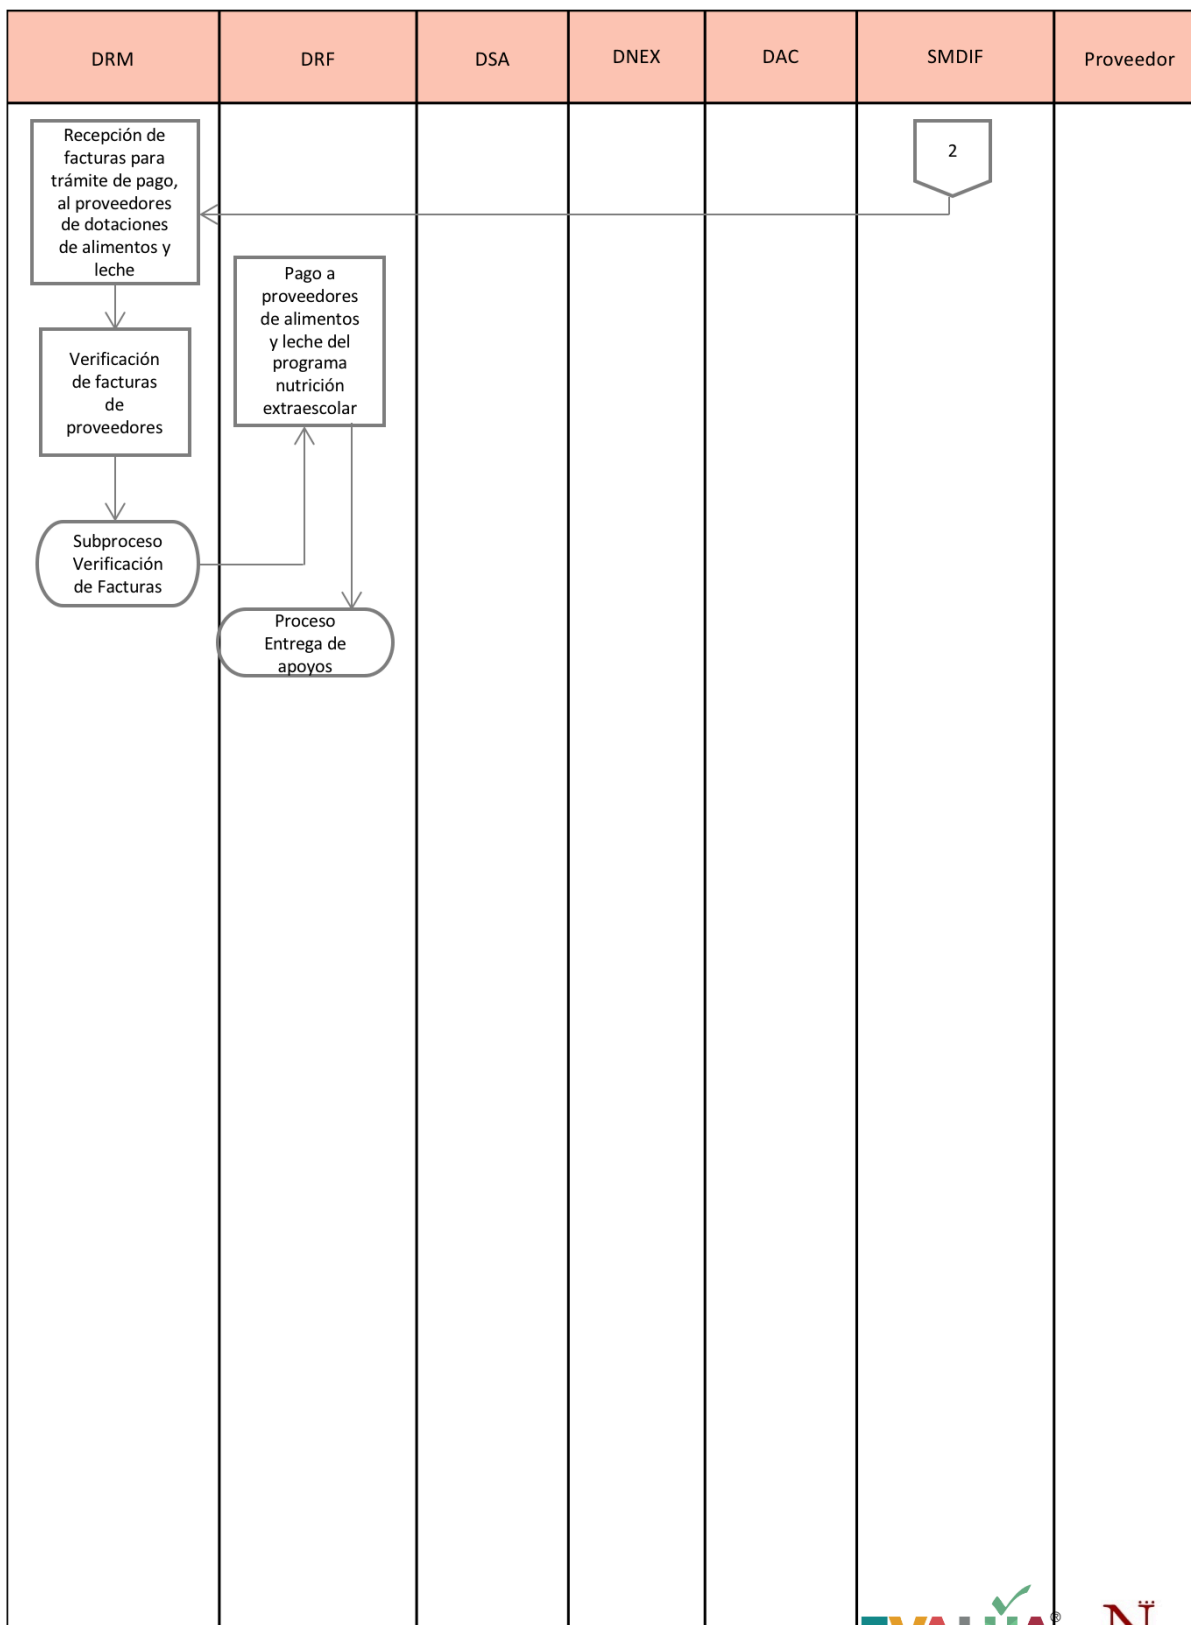 DRM
DRF
DSA
DNEX
DAC
SMDIF
Proveedor
Recepción de
facturas para
trámite de pago,
al proveedores
de dotaciones
de alimentos y
leche
2
Pago a
proveedores
de alimentos
y leche del
programa
nutrición
extraescolar
Verificación
de facturas
de
proveedores
Subproceso
Verificación
de Facturas
Proceso
Entrega de
apoyos
EVALUA®
N